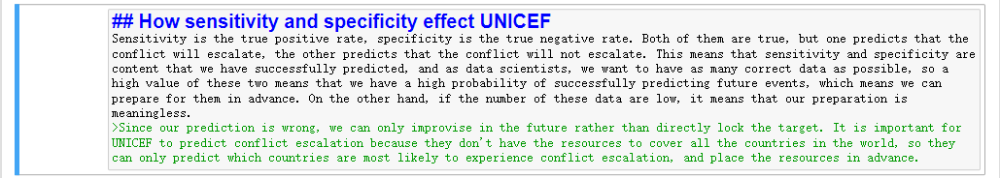 ## How sensitivity and specificity effect UNICEF
Sensitivity is the true positive rate, specificity is the true negative rate. Both of them are true, but one predicts that the
conflict will escalate, the other predicts that the conflict will not escalate. This means that sensitivity and specificity are
content that we have successfully predicted, and as data scientists, we want to have as many correct data as possible, so a
high value of these two means that we have a high probability of successfully predicting future events, which means we can
prepare for them in advance. On the other hand, if the number of these data are low, it means that our preparation is
meaningless.
>Since our prediction is wrong, we can only improvise in the future rather than directly lock the target. It is important for
UNICEF to predict conflict escalation because they don't have the resources to cover all the countries in the world, so they
can only predict which countries are most likely to experience conflict escalation, and place the resources in advance.